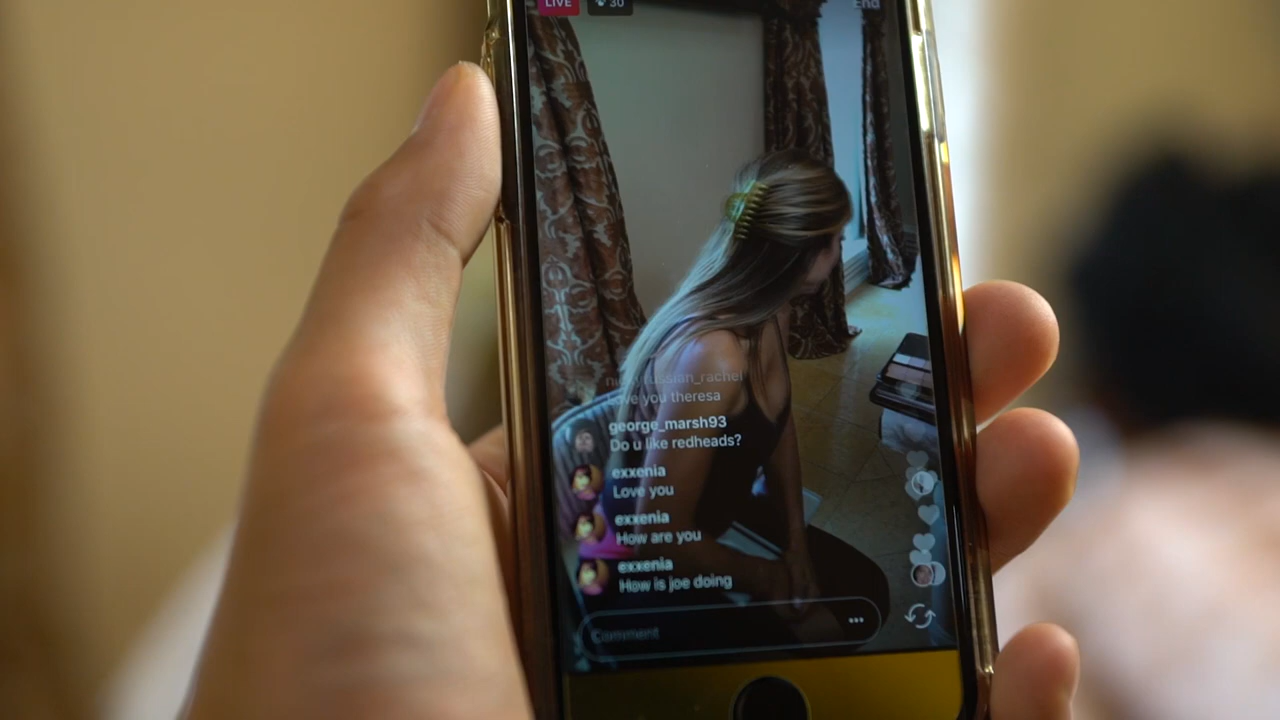 LIVE
30
End
Love you theresa
george_marsh93
Do u like redheads?
exxenia
Love you
exxenia
How are you
exxenia
How is joe doing
Comment